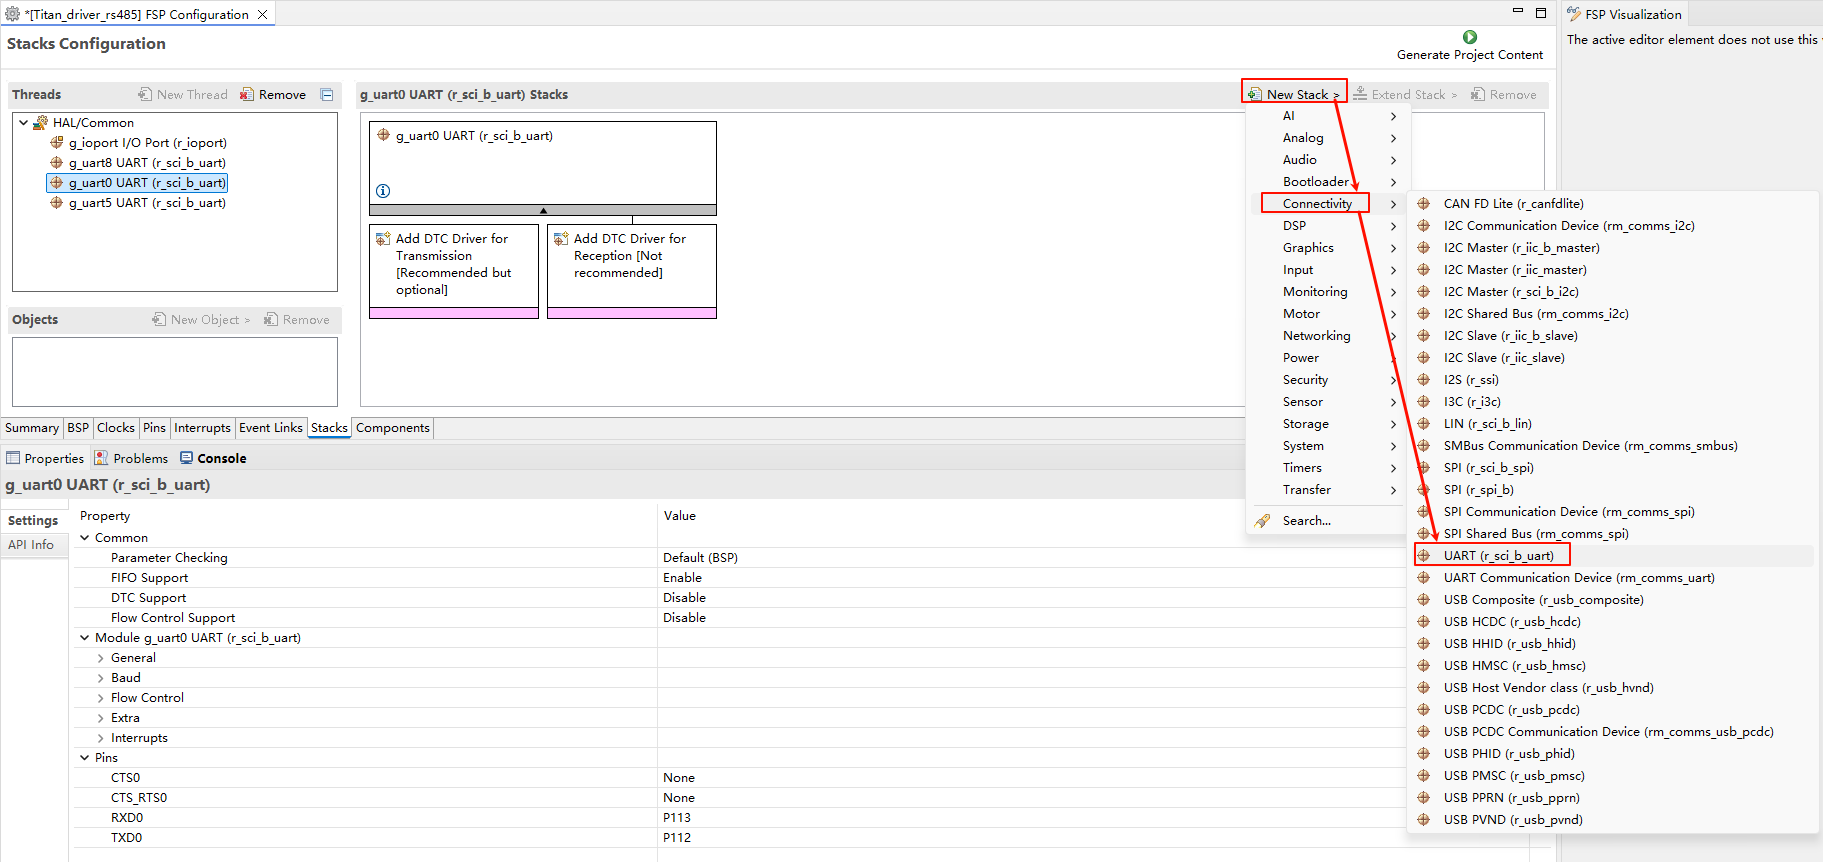 *[Titan_driver_rs485] FSP Configuration
FSP Visualization
Stacks Configuration
The active editor element does not use this
Generate Project Content
Threads
New Thread
Remove
g_uart0 UART (r_sci_b_uart) Stacks
New Stack >
Extend Stack >
Remove
HAL/Common
g_ioport I/O Port (r_ioport)
g_uart8 UART (r_sci_b_uart)
g_uart0 UART (r_sci_b_uart)
g_uart5 UART (r_sci_b_uart)
g_uart0 UART (r_sci_b_uart)
Add DTC Driver for
Transmission
[Recommended but
optional]
Add DTC Driver for
Reception [Not
recommended]
Objects
New Object >
Remove
AI
Analog
Audio
Bootloader
Connectivity
DSP
Graphics
Input
Monitoring
Motor
Networking
Power
Security
Sensor
Storage
System
Timers
Transfer
Search...
CAN FD Lite (r_canfdlite)
I2C Communication Device (rm_comms_i2c)
I2C Master (r_iic_b_master)
I2C Master (r_iic_master)
I2C Master (r_sci_b_i2c)
I2C Shared Bus (rm_comms_i2c)
I2C Slave (r_iic_b_slave)
I2C Slave (r_iic_slave)
I2S (r_ssi)
I3C (r_i3c)
LIN (r_sci_b_lin)
SMBus Communication Device (rm_comms_smbus)
SPI (r_sci_b_spi)
SPI (r_spi_b)
SPI Communication Device (rm_comms_spi)
SPI Shared Bus (rm_comms_spi)
UART (r_sci_b_uart)
UART Communication Device (rm_comms_uart)
USB Composite (r_usb_composite)
USB HCDC (r_usb_hcdc)
USB HHID (r_usb_hhid)
USB HMSC (r_usb_hmsc)
USB Host Vendor class (r_usb_hvnd)
USB PCDC (r_usb_pcdc)
USB PCDC Communication Device (rm_comms_usb_pcdc)
USB PHID (r_usb_phid)
USB PMSC (r_usb_pmsc)
USB PPRN (r_usb_pprn)
USB PVND (r_usb_pvnd)
Summary BSP Clocks Pins Interrupts Event Links Stacks Components
Properties Problems Console
g_uart0 UART (r_sci_b_uart)
Settings
API Info
Property Value
Common
Parameter Checking Default (BSP)
FIFO Support Enable
DTC Support Disable
Flow Control Support Disable
Module g_uart0 UART (r_sci_b_uart)
General
Baud
Flow Control
Extra
Interrupts
Pins
CTS0 None
CTS_RTS0 None
RXD0 P113
TXD0 P112